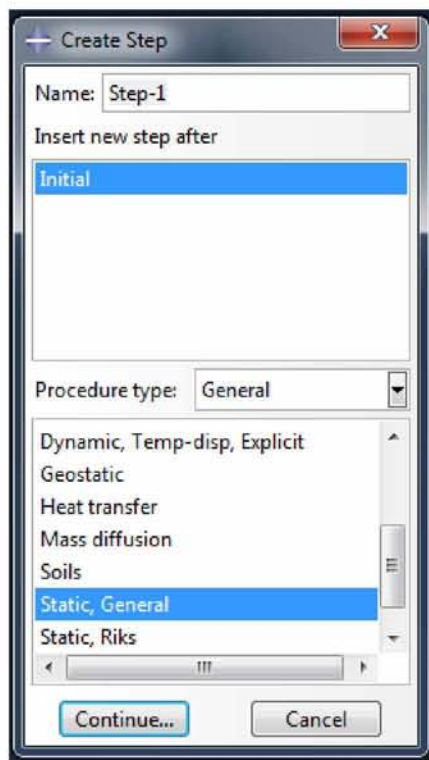 Create Step
Name: Step-1
Insert new step after
Initial
Procedure type: General
Dynamic, Temp-disp, Explicit
Geostatic
Heat transfer
Mass diffusion
Soils
Static, General
Static, Riks
Continue... Cancel